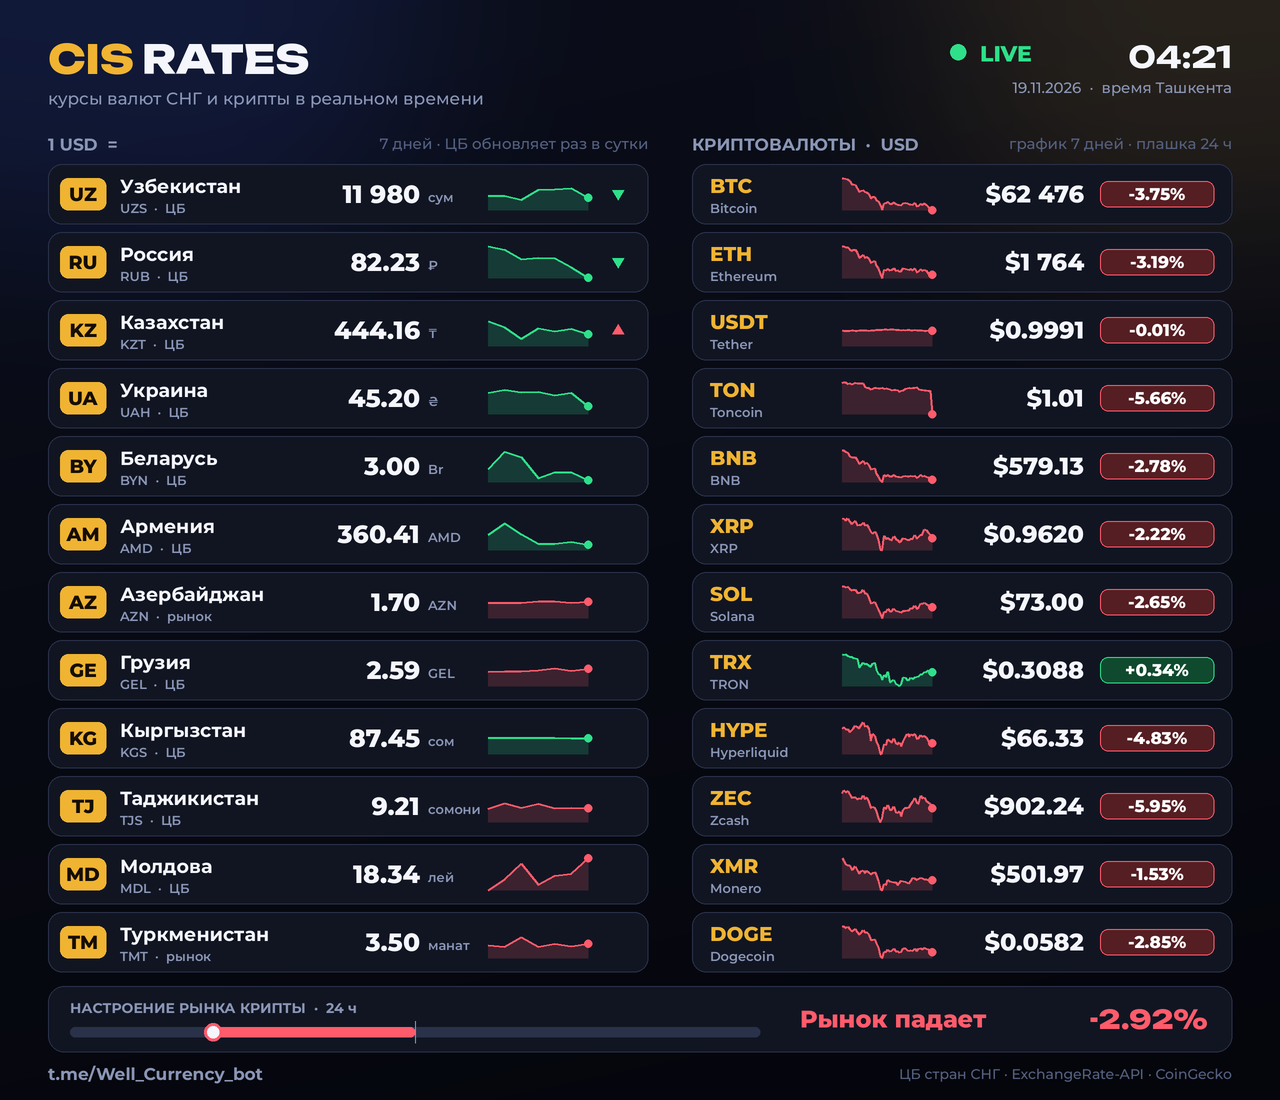 CIS RATES
курсы валют СНГ и крипты в реальном времени
LIVE
04:21
19.11.2026 · время Ташкента
1 USD =
7 дней · ЦБ обновляет раз в сутки
UZ Узбекистан 11 980 сум
UZS · ЦБ
RU Россия 82.23 ₽
RUB · ЦБ
KZ Казахстан 444.16 ₸
KZT · ЦБ
UA Украина 45.20 ₴
UAH · ЦБ
BY Беларусь 3.00 Br
BYN · ЦБ
AM Армения 360.41 AMD
AMD · ЦБ
AZ Азербайджан 1.70 AZN
AZN · рынок
GE Грузия 2.59 GEL
GEL · ЦБ
KG Кыргызстан 87.45 сом
KGS · ЦБ
TJ Таджикистан 9.21 сомони
TJS · ЦБ
MD Молдова 18.34 лей
MDL · ЦБ
TM Туркменистан 3.50 манат
TMT · рынок
КРИПТОВАЛЮТЫ · USD
график 7 дней · плашка 24 ч
BTC $62 476 -3.75%
Bitcoin
ETH $1 764 -3.19%
Ethereum
USDT $0.9991 -0.01%
Tether
TON $1.01 -5.66%
Toncoin
BNB $579.13 -2.78%
BNB
XRP $0.9620 -2.22%
XRP
SOL $73.00 -2.65%
Solana
TRX $0.3088 +0.34%
TRON
HYPE $66.33 -4.83%
Hyperliquid
ZEC $902.24 -5.95%
Zcash
XMR $501.97 -1.53%
Monero
DOGE $0.0582 -2.85%
Dogecoin
НАСТРОЕНИЕ РЫНКА КРИПТЫ · 24 ч
Рынок падает -2.92%
t.me/Well_Currency_bot
ЦБ стран СНГ · ExchangeRate-API · CoinGecko